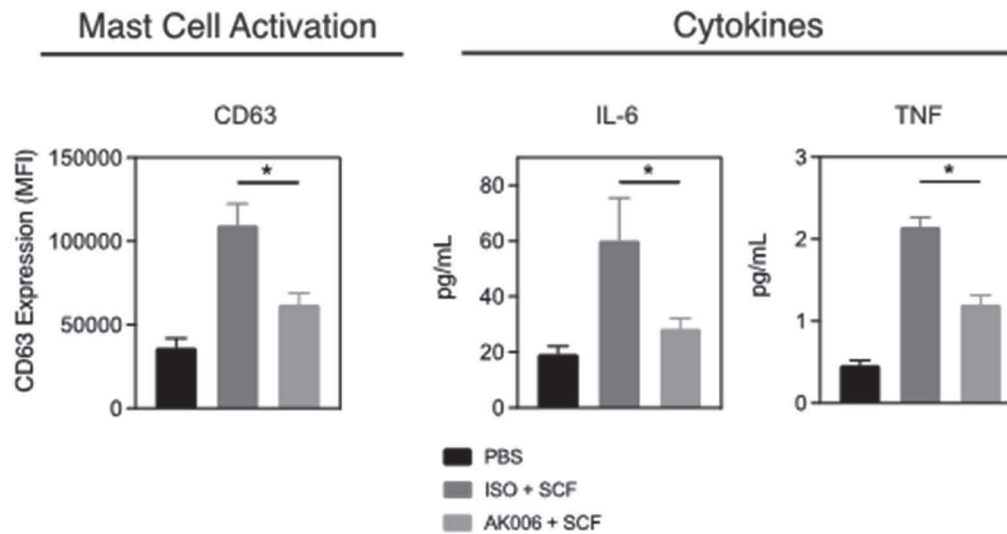 Mast Cell Activation
Cytokines
CD63
IL-6
TNF
CD63 Expression (MFI)
150000
100000
50000
0
*
pg/mL
80
60
40
20
0
*
pg/mL
3
2
1
0
*
PBS
ISO + SCF
AK006 + SCF